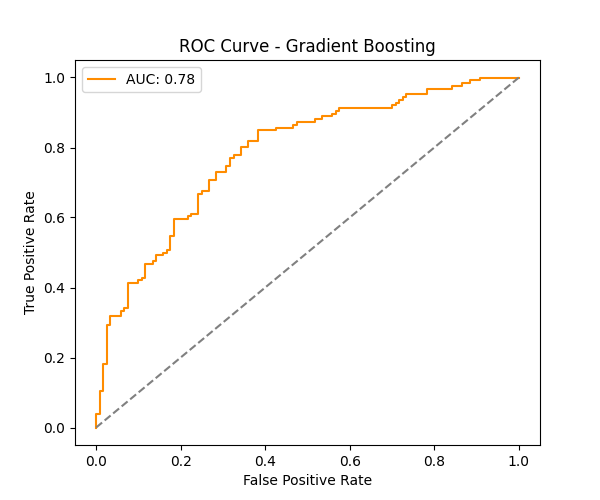 ROC Curve - Gradient Boosting
AUC: 0.78
1.0
0.8
0.6
0.4
0.2
0.0
True Positive Rate
0.0 0.2 0.4 0.6 0.8 1.0
False Positive Rate